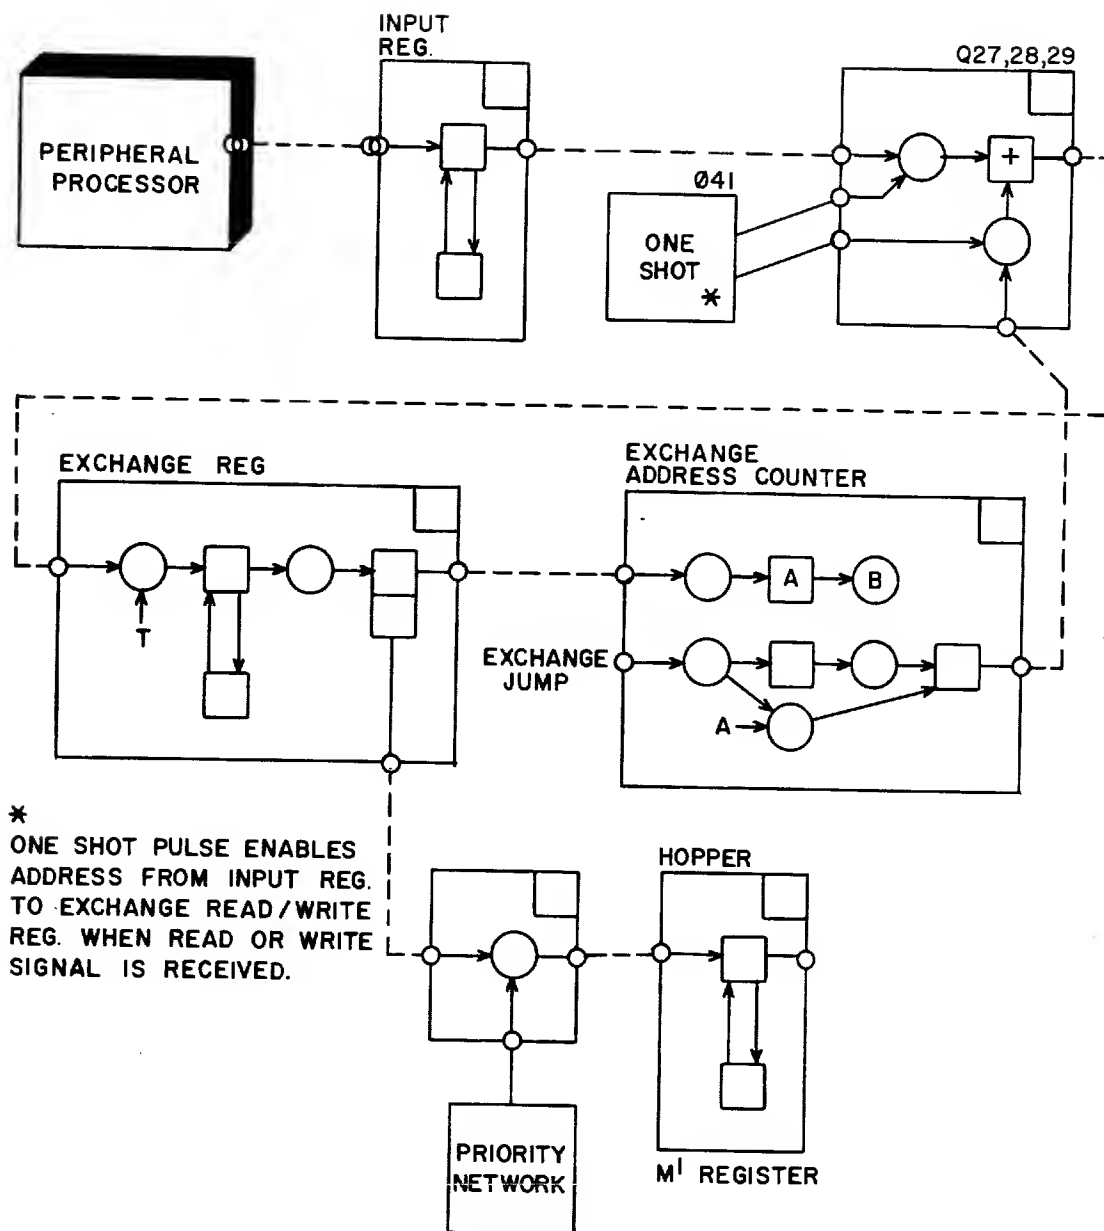 INPUT
REG.
Q27,28,29
PERIPHERAL
PROCESSOR
+
Ø41
ONE
SHOT
*
EXCHANGE REG
EXCHANGE
ADDRESS COUNTER
A
B
T
EXCHANGE
JUMP
A
*
ONE SHOT PULSE ENABLES
ADDRESS FROM INPUT REG.
TO EXCHANGE READ/WRITE
REG. WHEN READ OR WRITE
SIGNAL IS RECEIVED.
HOPPER
PRIORITY
NETWORK
M' REGISTER